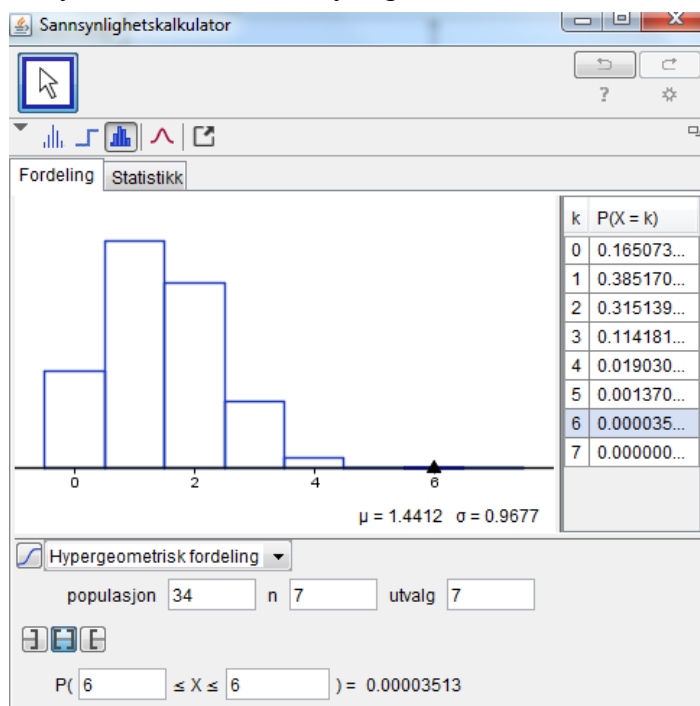 Sannsynlighetskalkulator
?
Fordeling Statistikk
k P(X = k)
0 0.165073...
1 0.385170...
2 0.315139...
3 0.114181...
4 0.019030...
5 0.001370...
6 0.000035...
7 0.000000...
0 2 4 6
μ = 1.4412 σ = 0.9677
Hypergeometrisk fordeling
populasjon 34 n 7 utvalg 7
P( 6 ≤ X ≤ 6 ) = 0.00003513